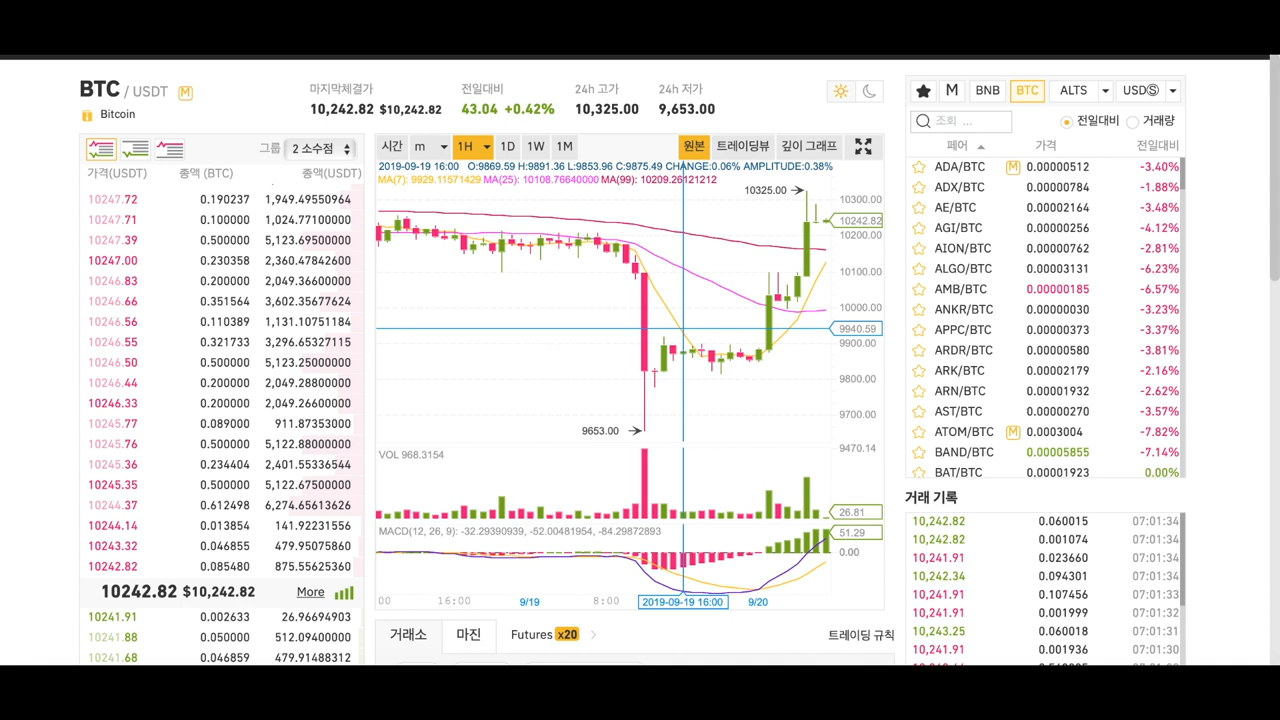 BTC / USDT M
Bitcoin
마지막체결가
10,242.82 $10,242.82
전일대비
43.04 +0.42%
24h 고가
10,325.00
24h 저가
9,653.00
그룹 2 소수점
가격(USDT) 종액 (BTC) 총액(USDT)
10247.72 0.190237 1,949.49550964
10247.71 0.100000 1,024.77100000
10247.39 0.500000 5,123.69500000
10247.00 0.230358 2,360.47842600
10246.83 0.200000 2,049.36600000
10246.66 0.351564 3,602.35677624
10246.56 0.110389 1,131.10751184
10246.55 0.321733 3,296.65327115
10246.50 0.500000 5,123.25000000
10246.44 0.200000 2,049.28800000
10246.33 0.200000 2,049.26600000
10245.77 0.089000 911.87353000
10245.76 0.500000 5,122.88000000
10245.36 0.234404 2,401.55336544
10245.35 0.500000 5,122.67500000
10244.37 0.612498 6,274.65613626
10244.14 0.013854 141.92231556
10243.32 0.046855 479.95075860
10242.82 0.085480 875.55625360
10242.82 $10,242.82 More
10241.91 0.002633 26.96694903
10241.88 0.050000 512.09400000
10241.68 0.046859 479.91488312
시간 m 1H 1D 1W 1M 원본 트레이딩뷰 깊이 그래프
2019-09-19 16:00 O:9869.59 H:9891.36 L:9853.96 C:9875.49 CHANGE:0.06% AMPLITUDE:0.38%
MA(7): 9929.11571429 MA(25): 10108.76640000 MA(99): 10209.26121212
10325.00
10300.00
10242.82
10200.00
10100.00
10000.00
9940.59
9900.00
9800.00
9700.00
9653.00
9470.14
VOL 968.3154
26.81
MACD(12, 26, 9): -32.29390939, -52.00481954, -84.29872893
51.29
0.00
00 16:00 9/19 8:00 2019-09-19 16:00 9/20
거래소 마진 Futures x20 트레이딩 규칙
M BNB BTC ALTS USDⓈ
조회 ...
전일대비 거래량
페어 가격 전일대비
ADA/BTC M 0.00000512 -3.40%
ADX/BTC 0.00000784 -1.88%
AE/BTC 0.00002164 -3.48%
AGI/BTC 0.00000256 -4.12%
AION/BTC 0.00000762 -2.81%
ALGO/BTC 0.00003131 -6.23%
AMB/BTC 0.00000185 -6.57%
ANKR/BTC 0.00000030 -3.23%
APPC/BTC 0.00000373 -3.37%
ARDR/BTC 0.00000580 -3.81%
ARK/BTC 0.00002179 -2.16%
ARN/BTC 0.00001932 -2.62%
AST/BTC 0.00000270 -3.57%
ATOM/BTC M 0.0003004 -7.82%
BAND/BTC 0.00005855 -7.14%
BAT/BTC 0.00001923 0.00%
거래 기록
10,242.82 0.060015 07:01:34
10,242.82 0.001074 07:01:34
10,241.91 0.023660 07:01:34
10,242.34 0.094301 07:01:34
10,241.91 0.107456 07:01:33
10,241.91 0.001999 07:01:32
10,243.25 0.060018 07:01:31
10,241.91 0.001936 07:01:30